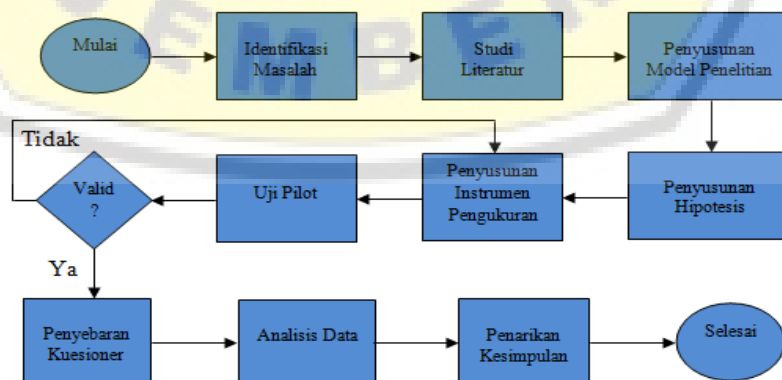 Mulai
Identifikasi
Masalah
Studi
Literatur
Penyusunan
Model Penelitian
Tidak
Valid
?
Uji Pilot
Penyusunan
Instrumen
Pengukuran
Penyusunan
Hipotesis
Ya
Penyebaran
Kuesioner
Analisis Data
Penarikan
Kesimpulan
Selesai